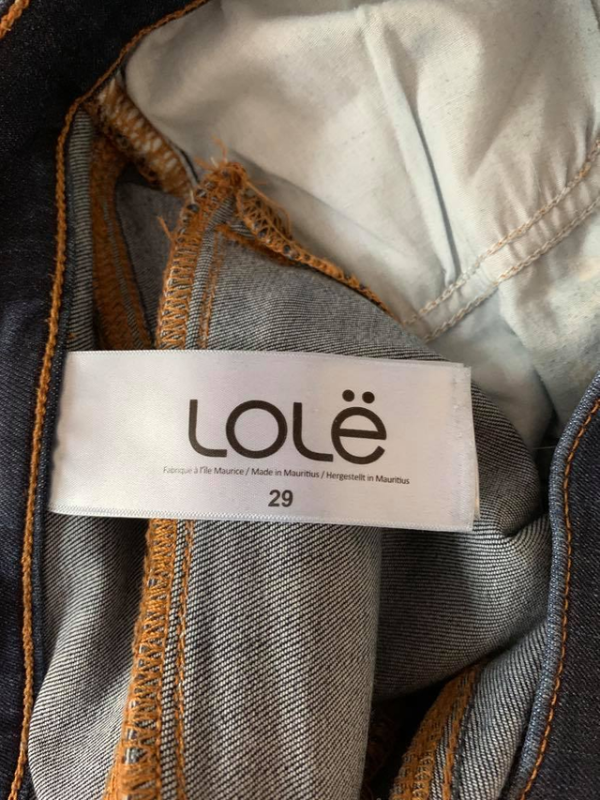 LOLë
Fabriqué à l'île Maurice / Made in Mauritius / Hergestellt in Mauritius
29